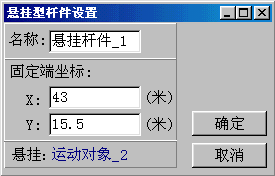 悬挂型杆件设置
名称: 悬挂杆件_1
固定端坐标:
X: 43 (米)
Y: 15.5 (米)
确定
悬挂: 运动对象_2
取消